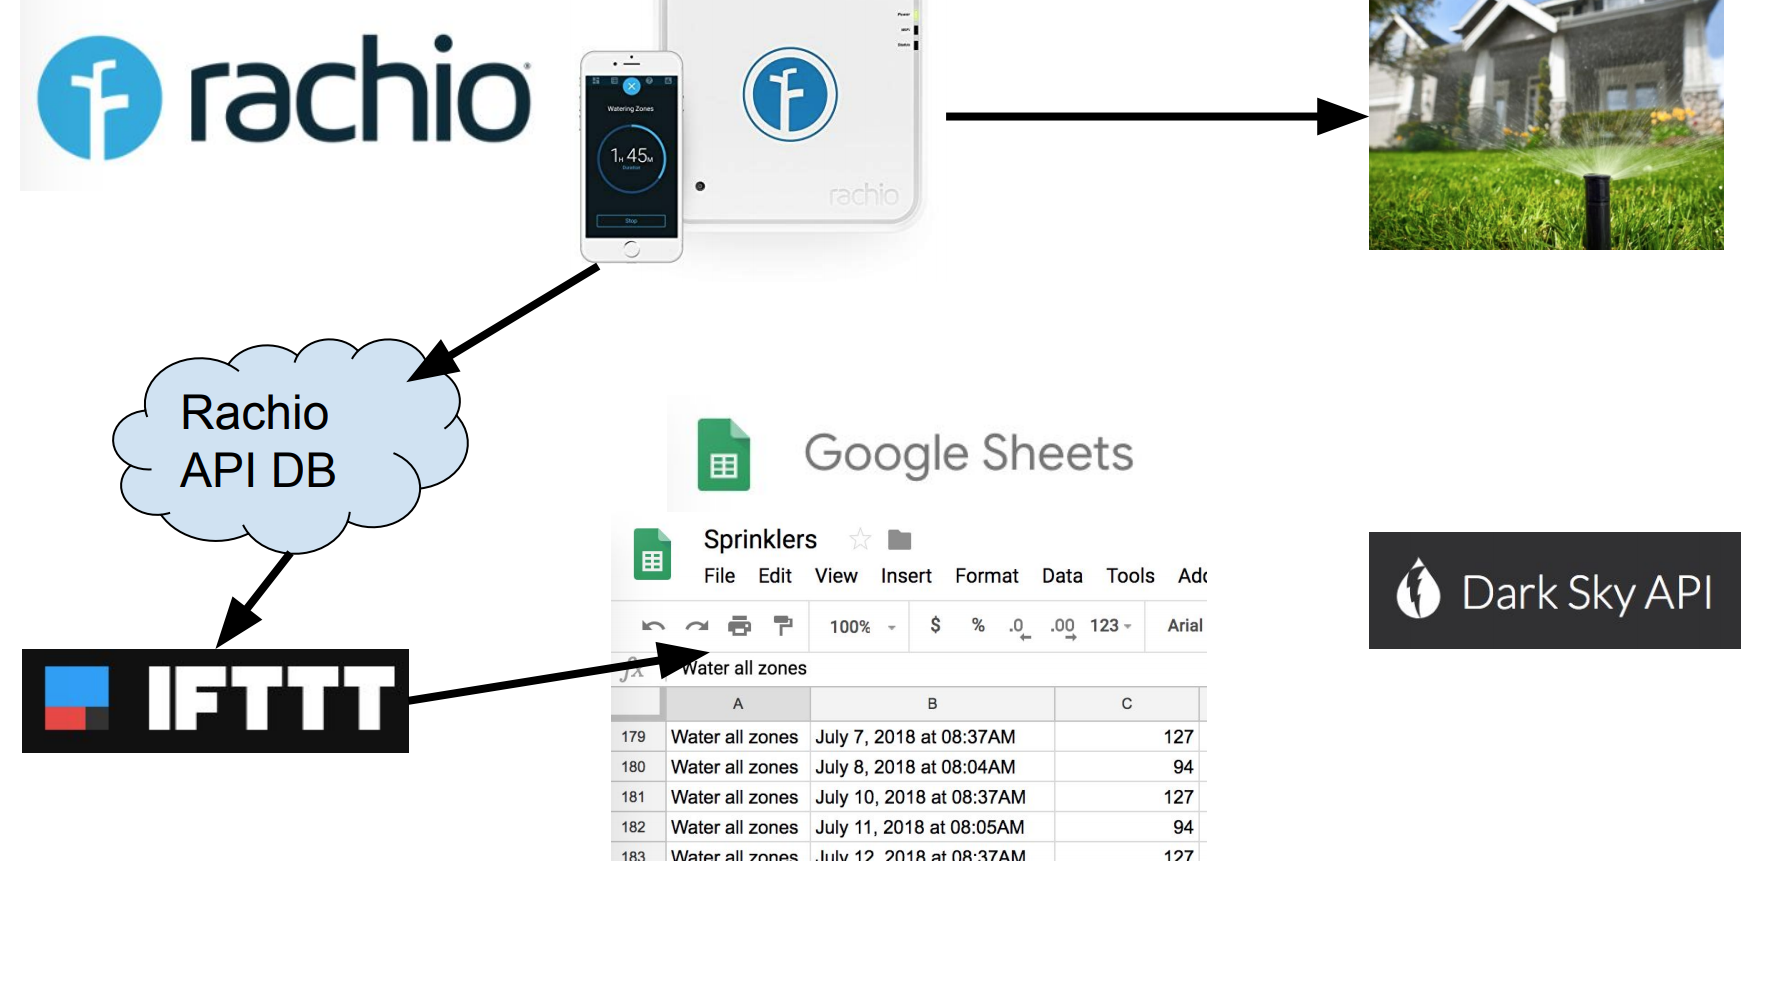 rachio
Power
WiFi
Watering Zones
1H 45M
Duration
Stop
rachio
Rachio
API DB
Google Sheets
Sprinklers
File Edit View Insert Format Data Tools Add
100% $ % .0 .00 123 Arial
fx Water all zones
A B C
179 Water all zones July 7, 2018 at 08:37AM 127
180 Water all zones July 8, 2018 at 08:04AM 94
181 Water all zones July 10, 2018 at 08:37AM 127
182 Water all zones July 11, 2018 at 08:05AM 94
183 Water all zones July 12, 2018 at 08:37AM 127
Dark Sky API
IFTTT